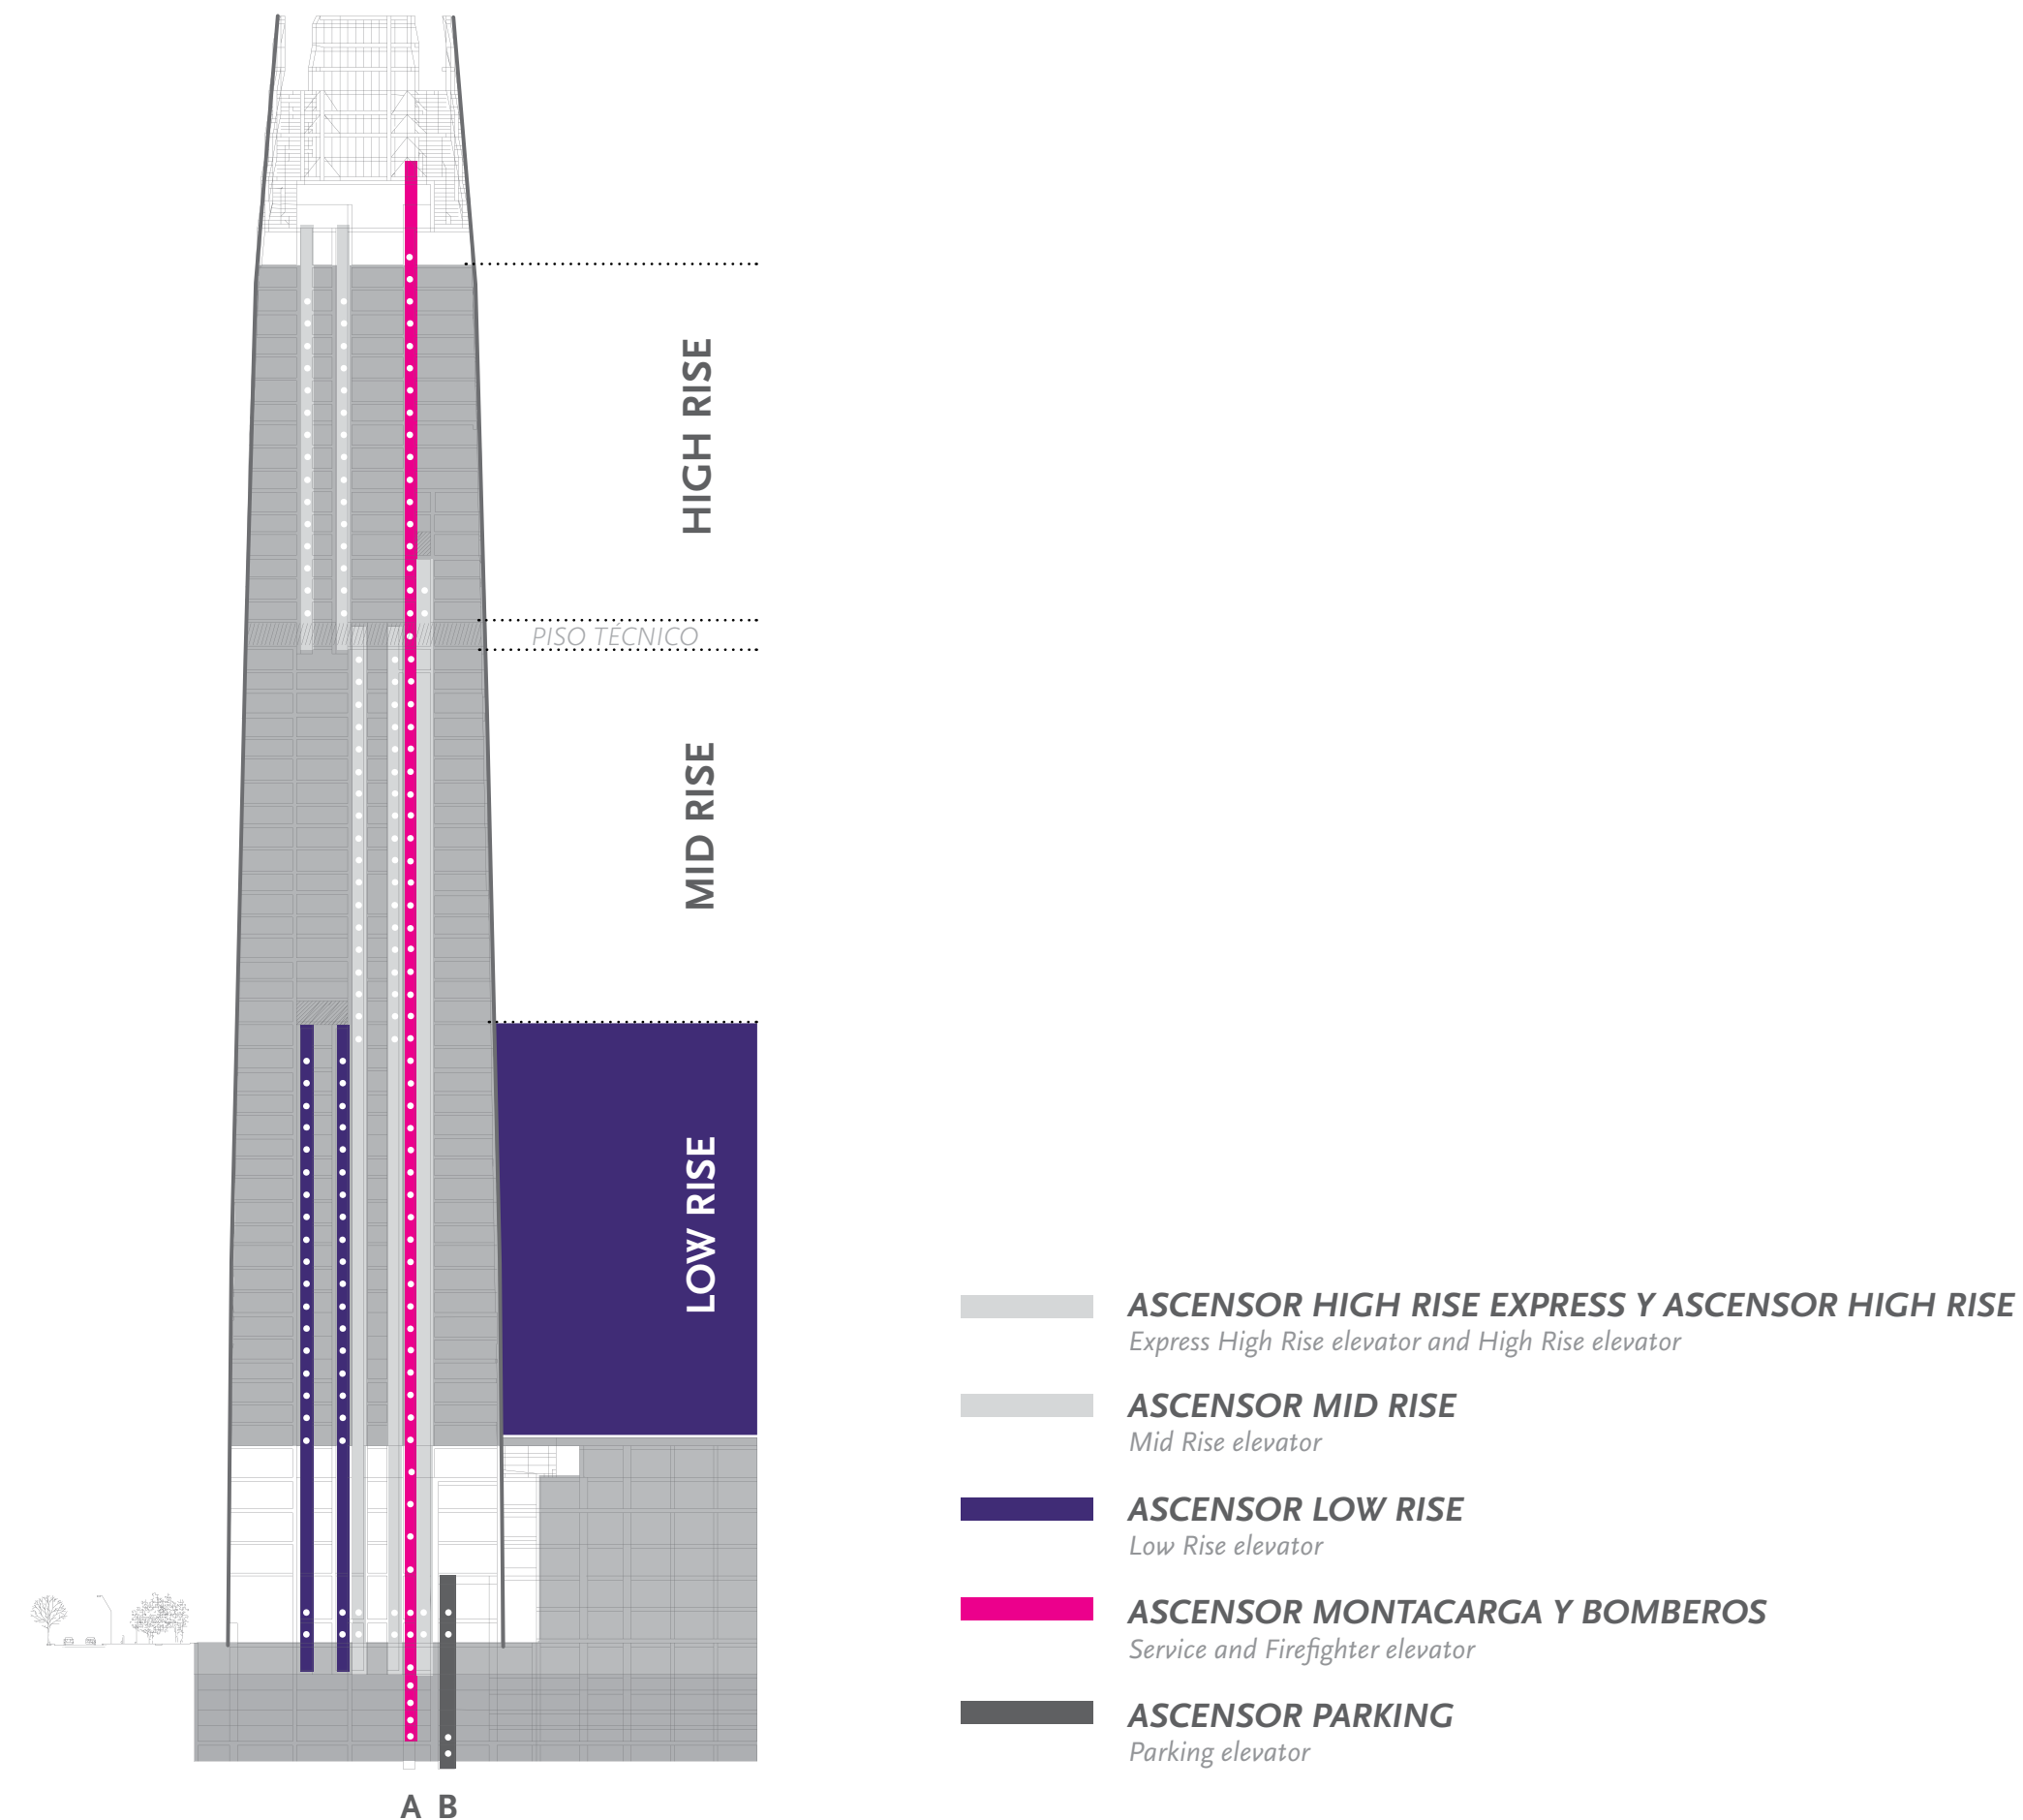 HIGH RISE
PISO TÉCNICO
MID RISE
LOW RISE
ASCENSOR HIGH RISE EXPRESS Y ASCENSOR HIGH RISE
Express High Rise elevator and High Rise elevator
ASCENSOR MID RISE
Mid Rise elevator
ASCENSOR LOW RISE
Low Rise elevator
ASCENSOR MONTACARGA Y BOMBEROS
Service and Firefighter elevator
ASCENSOR PARKING
Parking elevator
A B